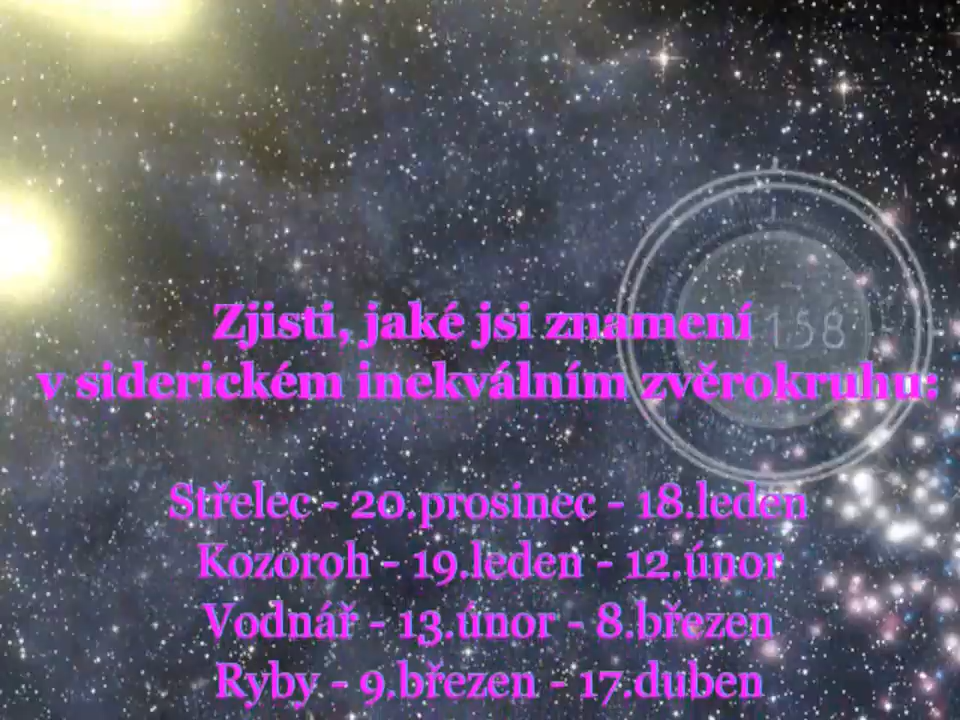 Zjisti, jaké jsi znamení
158
v siderickém inekválním zvěrokruhu:
Střelec - 20.prosinec - 18.leden
Kozoroh - 19.leden - 12.únor
Vodnář - 13.únor - 8.březen
Ryby - 9.březen - 17.duben